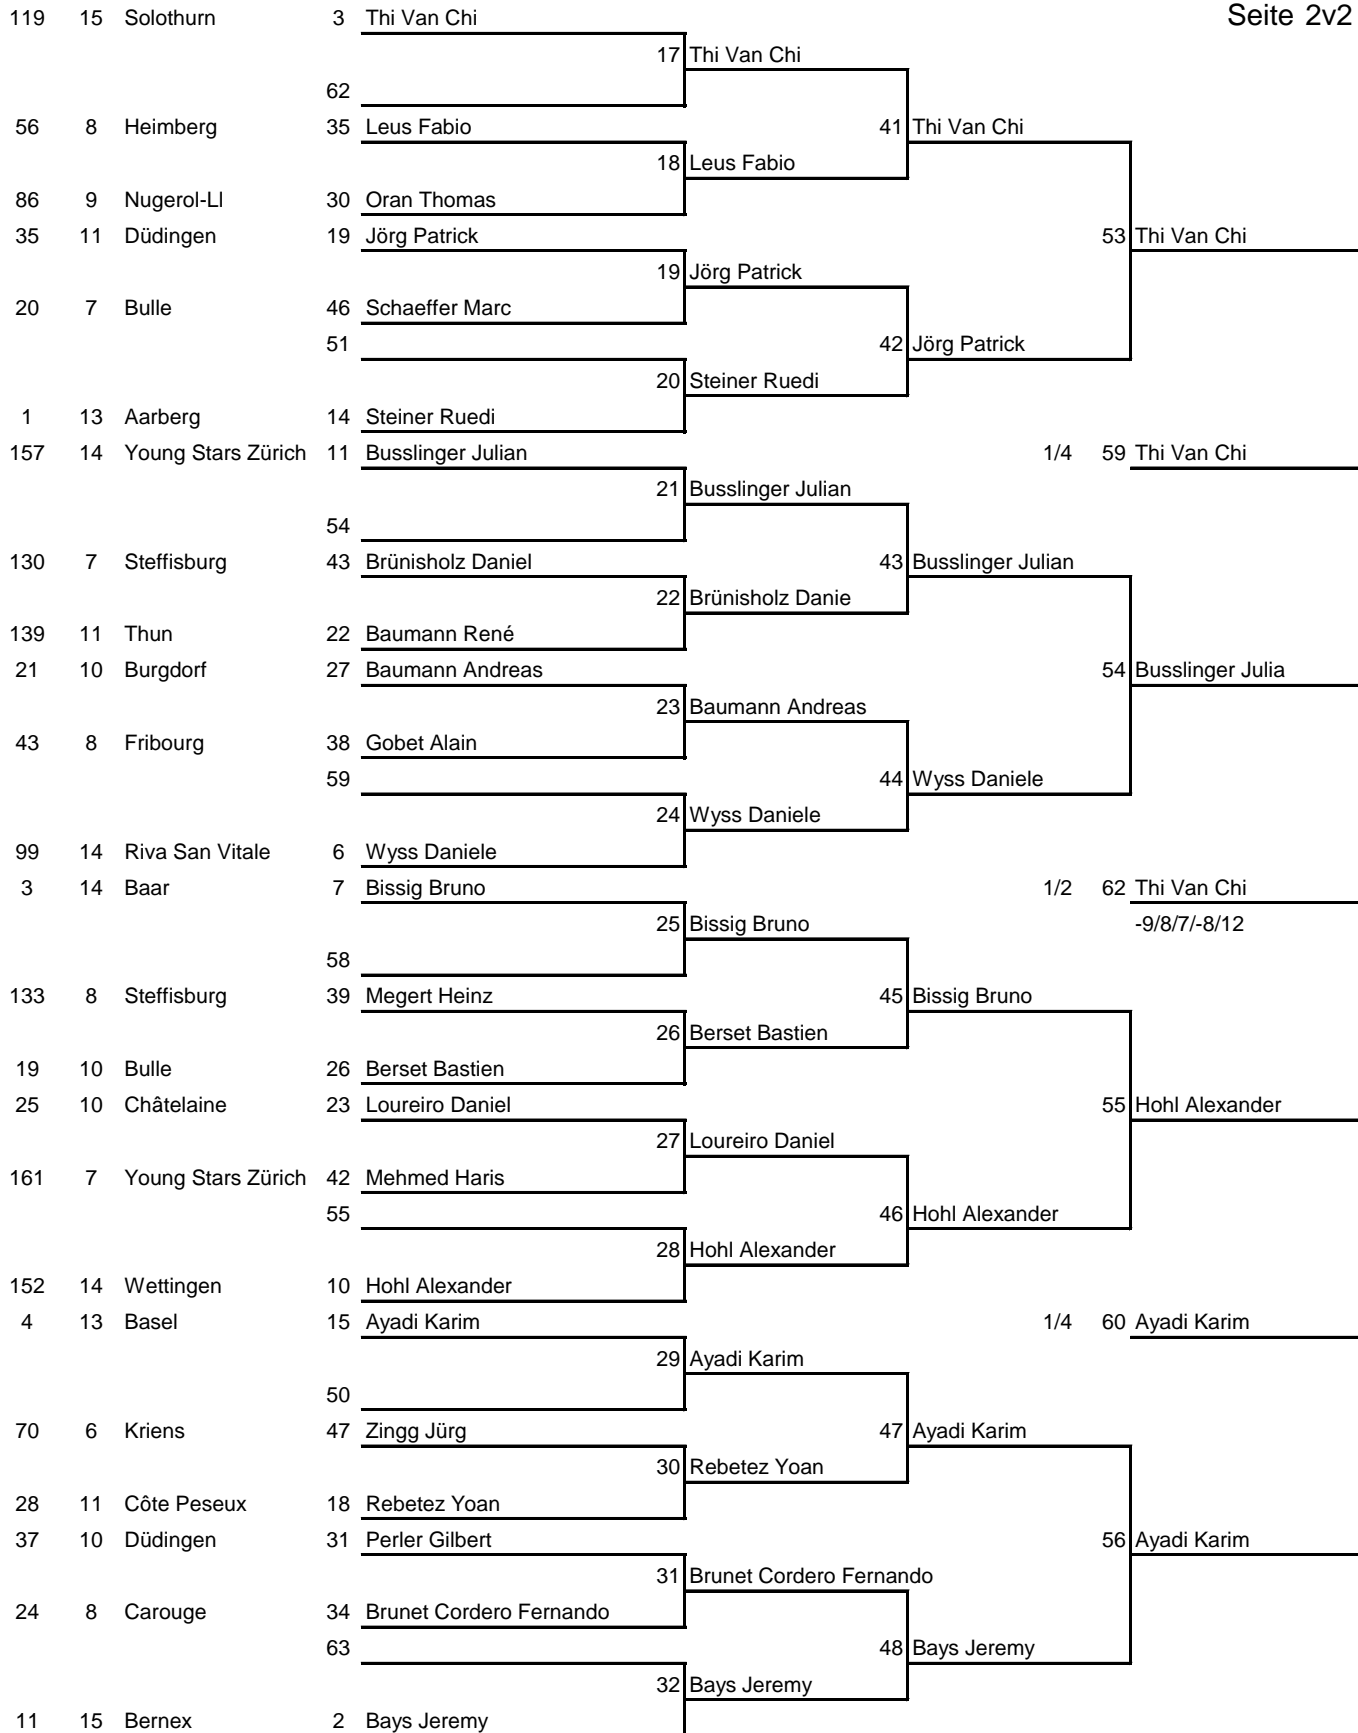 119 15 Solothurn 3 Thi Van Chi Seite 2v2
17 Thi Van Chi
62
56 8 Heimberg 35 Leus Fabio 41 Thi Van Chi
18 Leus Fabio
86 9 Nugerol-Ll 30 Oran Thomas
35 11 Düdingen 19 Jörg Patrick 53 Thi Van Chi
19 Jörg Patrick
20 7 Bulle 46 Schaeffer Marc
51 42 Jörg Patrick
20 Steiner Ruedi
1 13 Aarberg 14 Steiner Ruedi
157 14 Young Stars Zürich 11 Busslinger Julian 1/4 59 Thi Van Chi
21 Busslinger Julian
54
130 7 Steffisburg 43 Brünisholz Daniel 43 Busslinger Julian
22 Brünisholz Danie
139 11 Thun 22 Baumann René
21 10 Burgdorf 27 Baumann Andreas 54 Busslinger Julia
23 Baumann Andreas
43 8 Fribourg 38 Gobet Alain
59 44 Wyss Daniele
24 Wyss Daniele
99 14 Riva San Vitale 6 Wyss Daniele
3 14 Baar 7 Bissig Bruno 1/2 62 Thi Van Chi
25 Bissig Bruno -9/8/7/-8/12
58
133 8 Steffisburg 39 Megert Heinz 45 Bissig Bruno
26 Berset Bastien
19 10 Bulle 26 Berset Bastien
25 10 Châtelaine 23 Loureiro Daniel 55 Hohl Alexander
27 Loureiro Daniel
161 7 Young Stars Zürich 42 Mehmed Haris
55 46 Hohl Alexander
28 Hohl Alexander
152 14 Wettingen 10 Hohl Alexander
4 13 Basel 15 Ayadi Karim 1/4 60 Ayadi Karim
29 Ayadi Karim
50
70 6 Kriens 47 Zingg Jürg 47 Ayadi Karim
30 Rebetez Yoan
28 11 Côte Peseux 18 Rebetez Yoan
37 10 Düdingen 31 Perler Gilbert 56 Ayadi Karim
31 Brunet Cordero Fernando
24 8 Carouge 34 Brunet Cordero Fernando
63 48 Bays Jeremy
32 Bays Jeremy
11 15 Bernex 2 Bays Jeremy